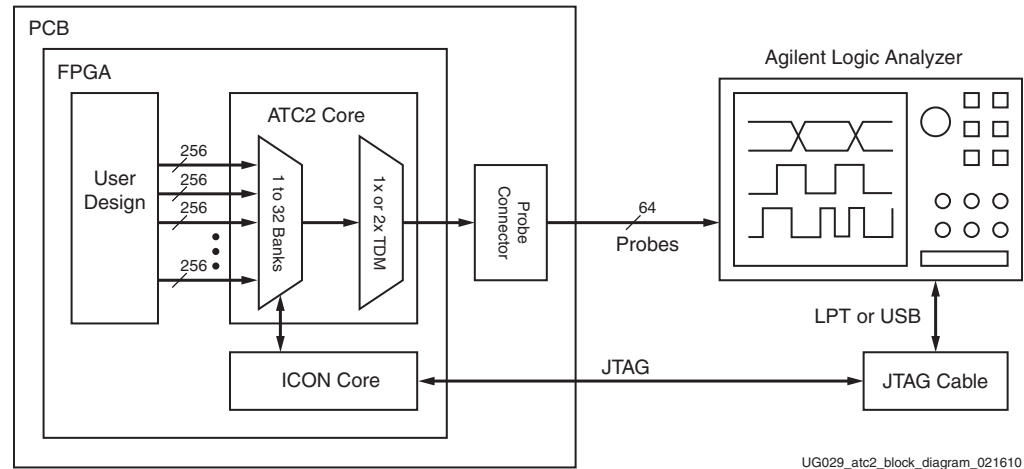 PCB
FPGA
Agilent Logic Analyzer
ATC2 Core
User
Design
256
256
256
256
1 to 32 Banks
1x or 2x TDM
Probe
Connector
64
Probes
LPT or USB
ICON Core
JTAG
JTAG Cable
UG029_atc2_block_diagram_021610